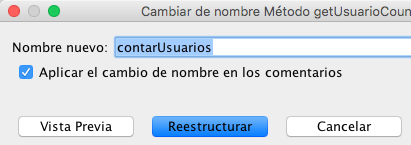 Cambiar de nombre Método getUsuarioCoun
Nombre nuevo: contarUsuarios
Aplicar el cambio de nombre en los comentarios
Vista Previa Reestructurar Cancelar